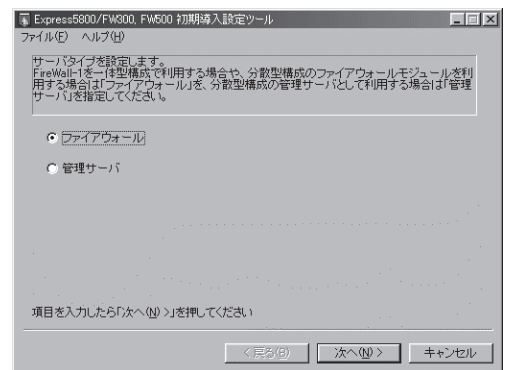 Express5800/FW300, FW500 初期導入設定ツール
ファイル(F) ヘルプ(H)
サーバタイプを設定します。
FireWall-1を一体型構成で利用する場合や、分散型構成のファイアウォールモジュールを利
用する場合は「ファイアウォール」を、分散型構成の管理サーバとして利用する場合は「管理
サーバ」を指定してください。
ファイアウォール
管理サーバ
項目を入力したら「次へ(N) >」を押してください
< 戻る(B) 次へ(N) > キャンセル